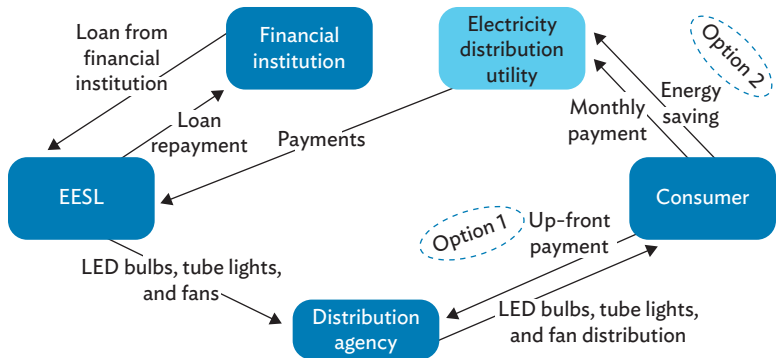 Loan from
financial
institution
Financial
institution
Electricity
distribution
utility
Option 2
Energy
saving
Monthly
payment
Loan
repayment
Payments
EESL
Consumer
Option 1
Up-front
payment
LED bulbs, tube lights,
and fans
Distribution
agency
LED bulbs, tube lights,
and fan distribution